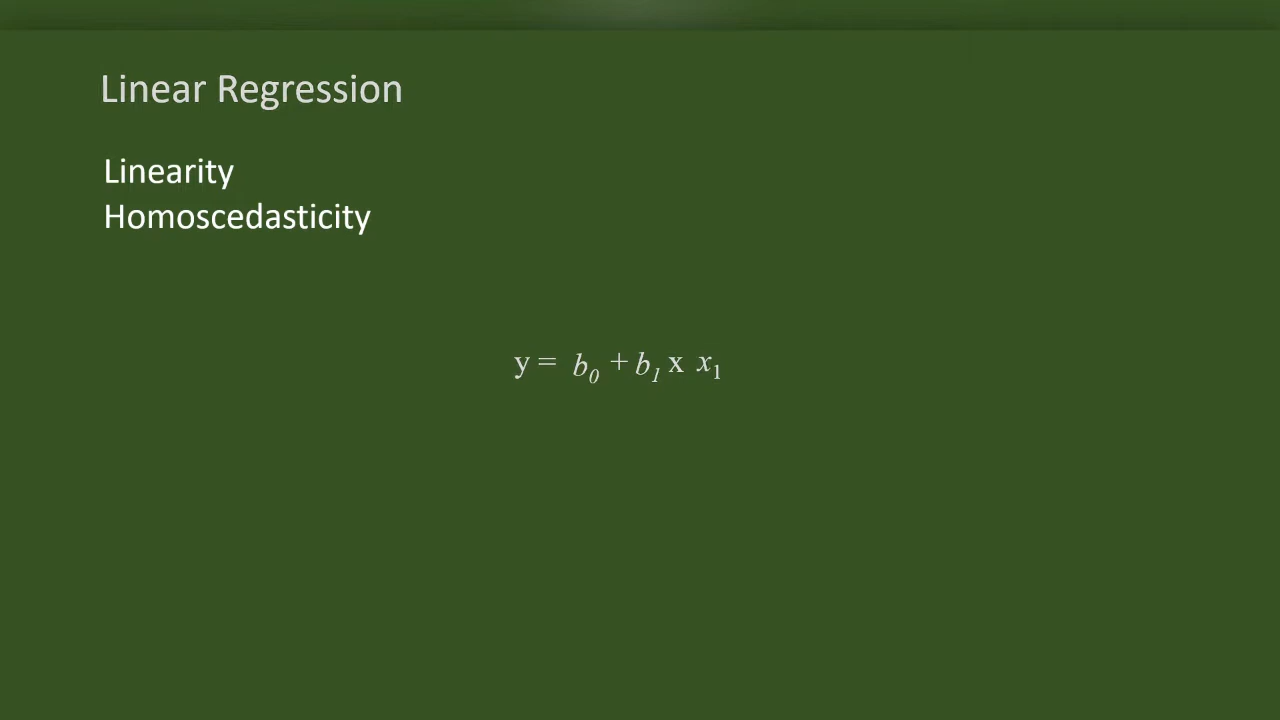 Linear Regression
Linearity
Homoscedasticity
y = b₀ + b₁ x x₁